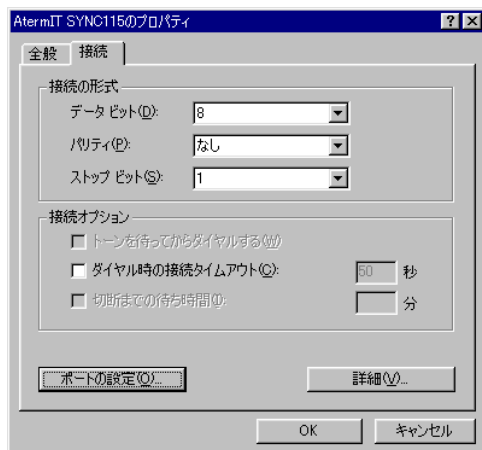 AtermIT SYNC115のプロパティ
全般 接続
接続の形式
データ ビット(D): 8
パリティ(P): なし
ストップ ビット(S): 1
接続オプション
トーンを待ってからダイヤルする(W)
ダイヤル時の接続タイムアウト(C): 50 秒
切断までの待ち時間(I): 分
ポートの設定(O)... 詳細(V)...
OK キャンセル